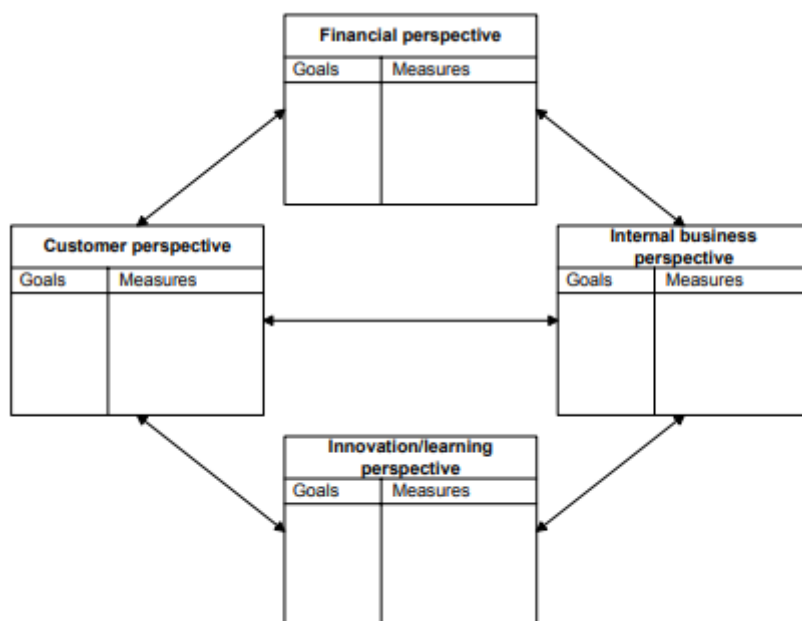 Financial perspective
Goals Measures
Customer perspective
Goals Measures
Internal business
perspective
Goals Measures
Innovation/learning
perspective
Goals Measures